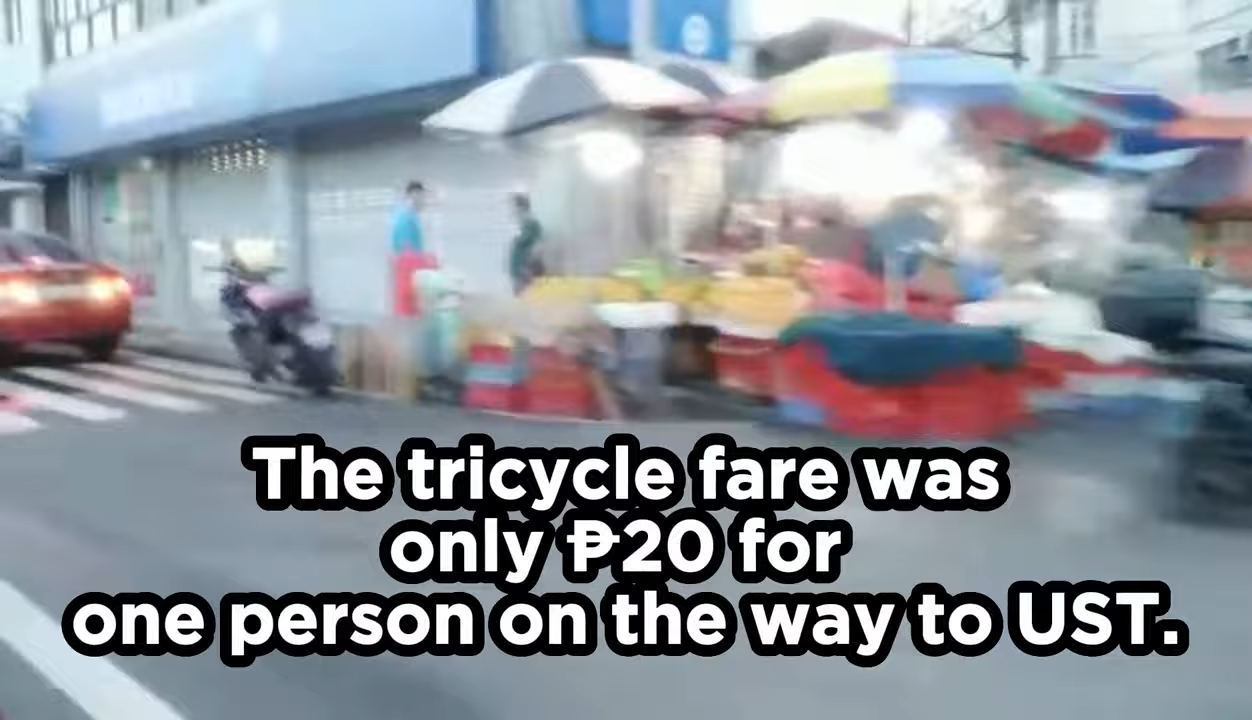 The tricycle fare was
only ₱20 for
one person on the way to UST.